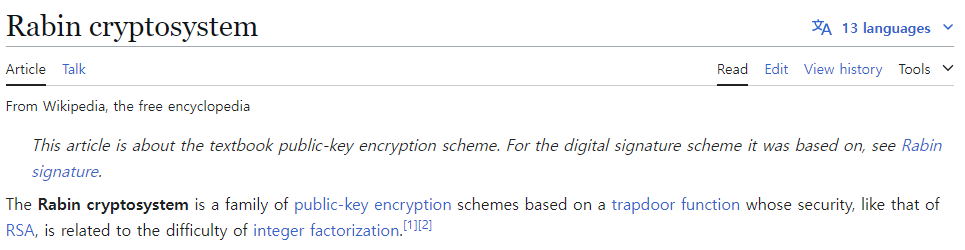 Rabin cryptosystem
13 languages
Article Talk Read Edit View history Tools
From Wikipedia, the free encyclopedia
This article is about the textbook public-key encryption scheme. For the digital signature scheme it was based on, see Rabin
signature.
The Rabin cryptosystem is a family of public-key encryption schemes based on a trapdoor function whose security, like that of
RSA, is related to the difficulty of integer factorization.[1][2]